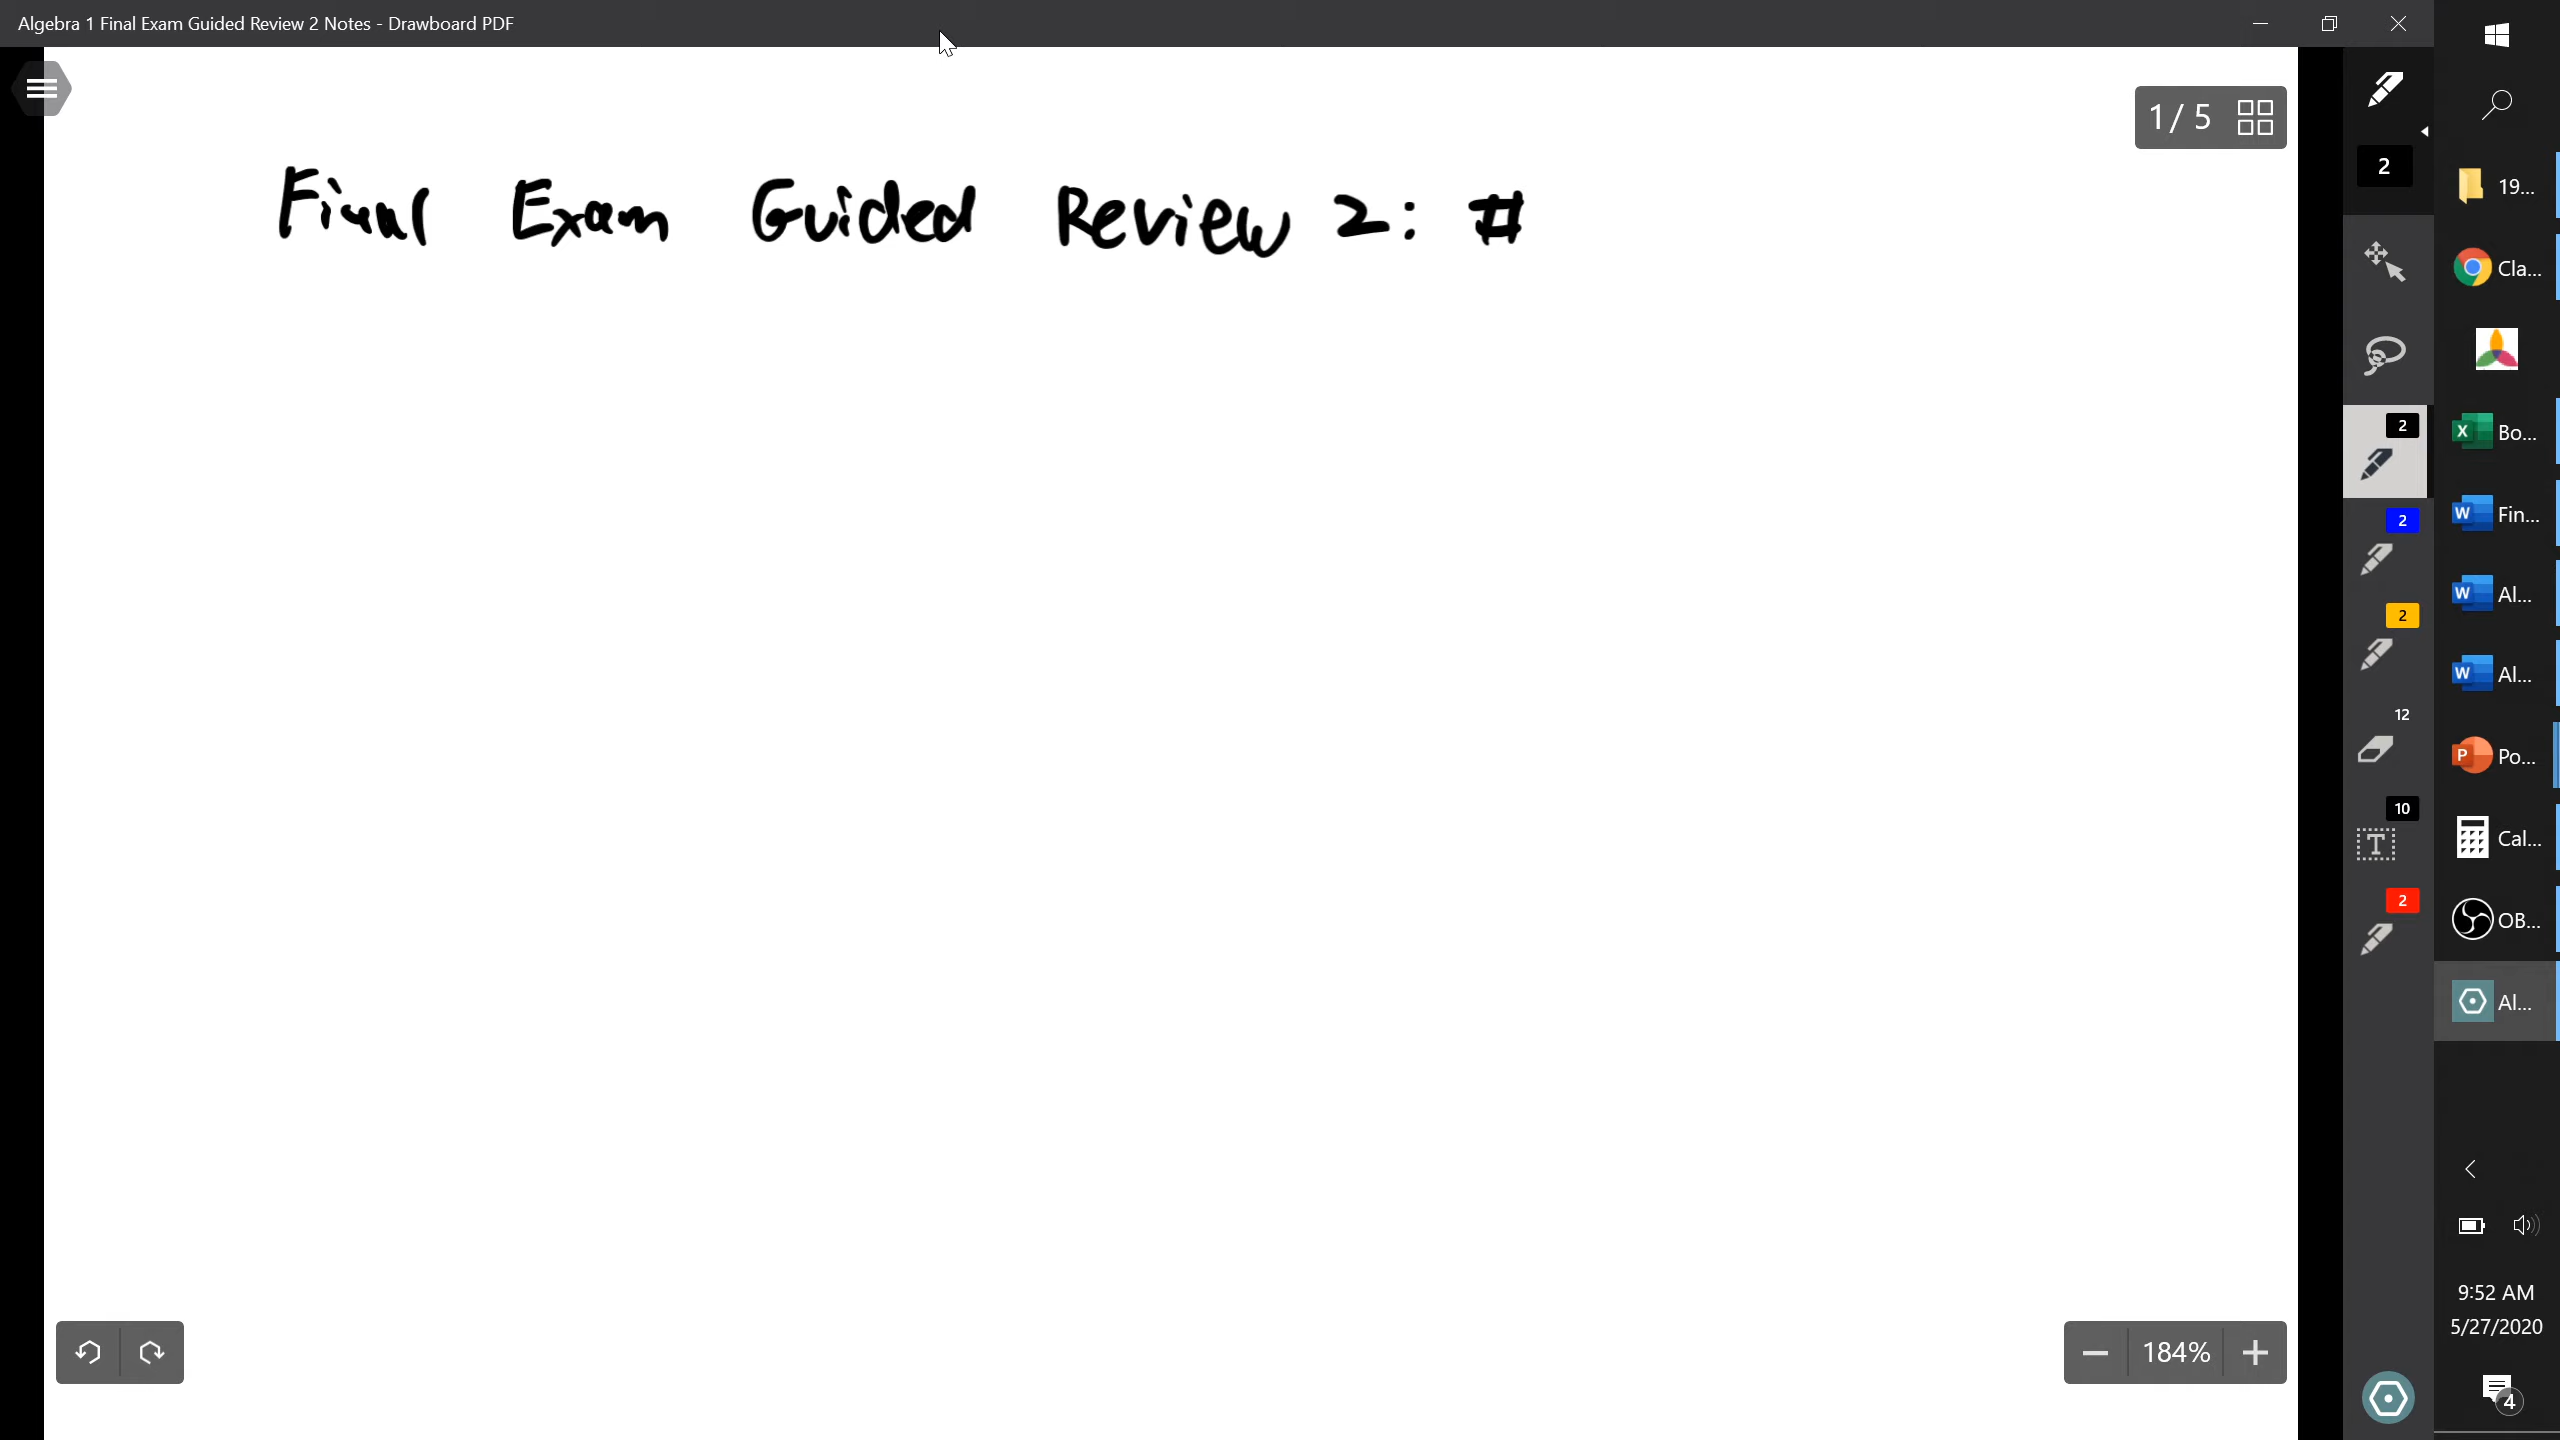 Algebra 1 Final Exam Guided Review 2 Notes - Drawboard PDF
1 / 5
Final Exam Guided Review 2: #
2
2
2
2
12
10
2
19...
Cla...
Bo...
Fin...
Al...
Al...
Po...
Cal...
OB...
Al...
9:52 AM
5/27/2020
4
184%